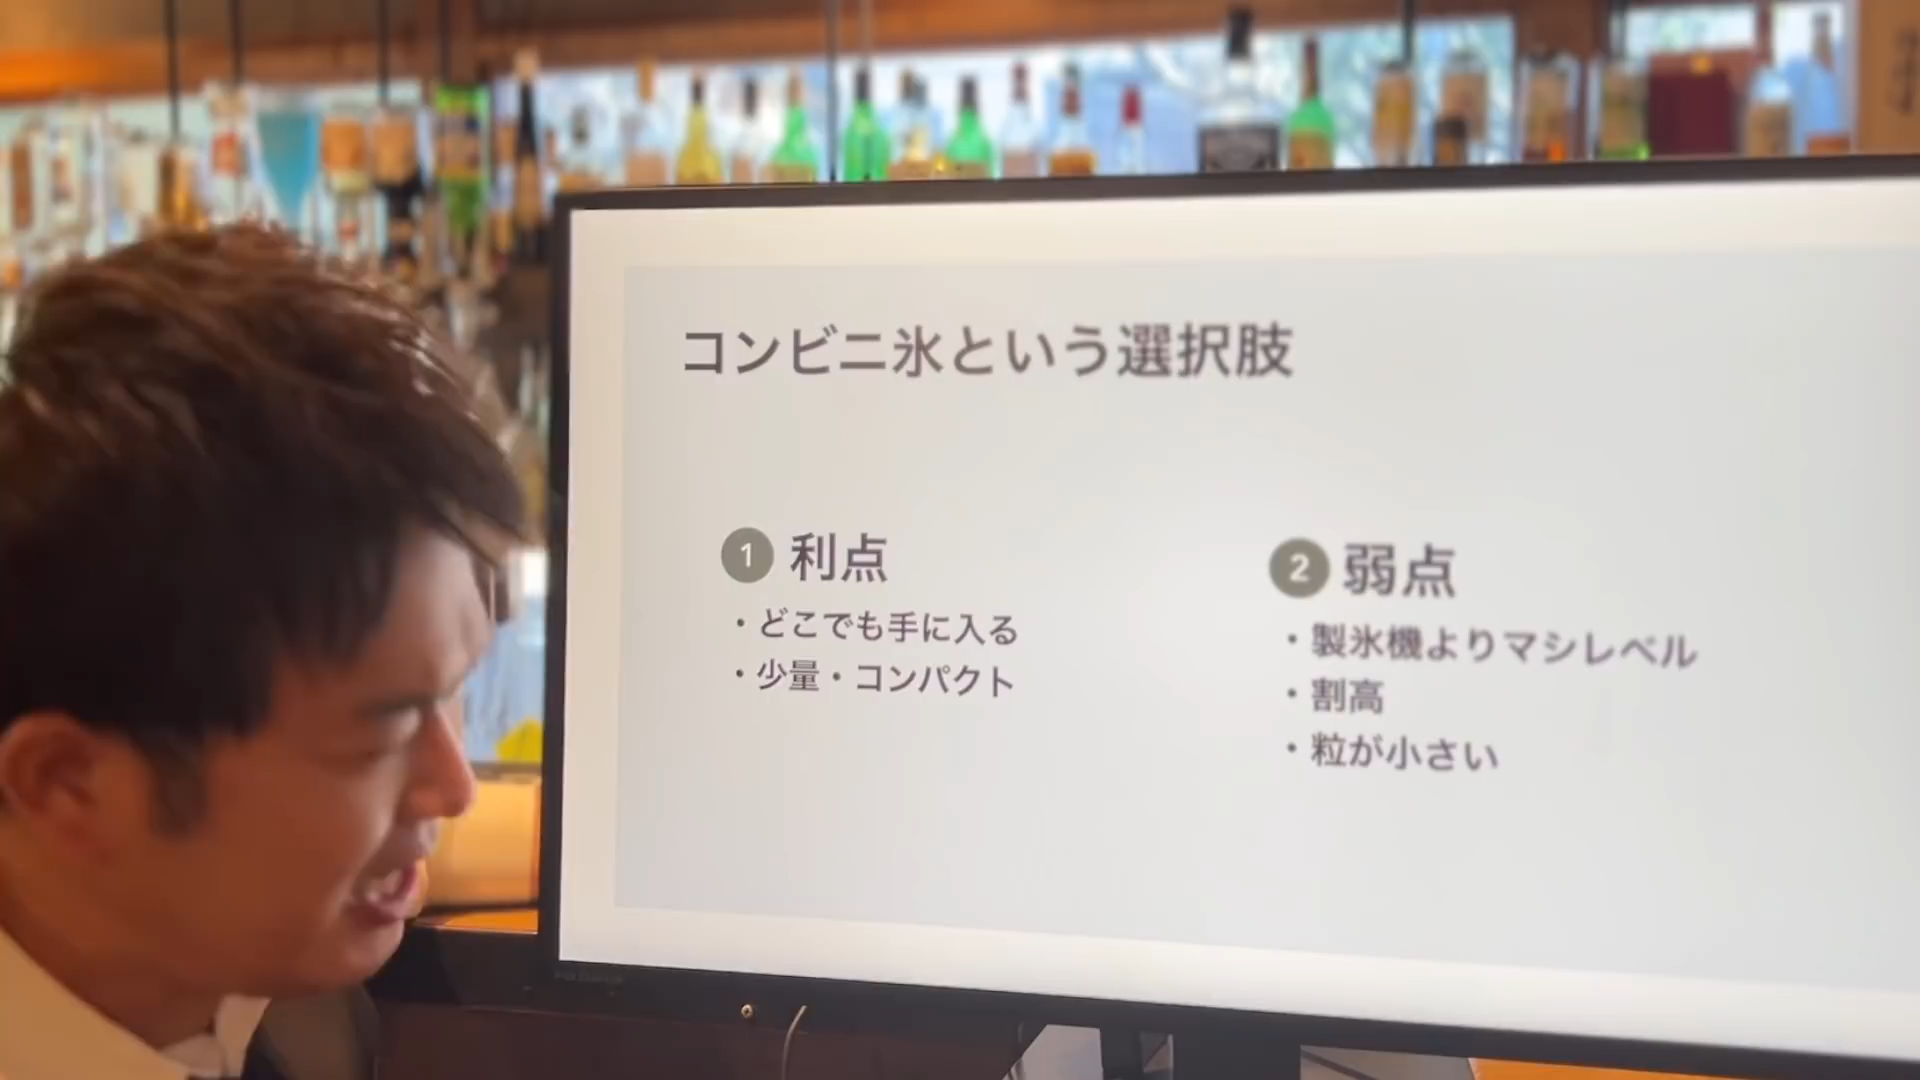 コンビニ氷という選択肢
1 利点
・どこでも手に入る
・少量・コンパクト
2 弱点
・製氷機よりマシレベル
・割高
・粒が小さい